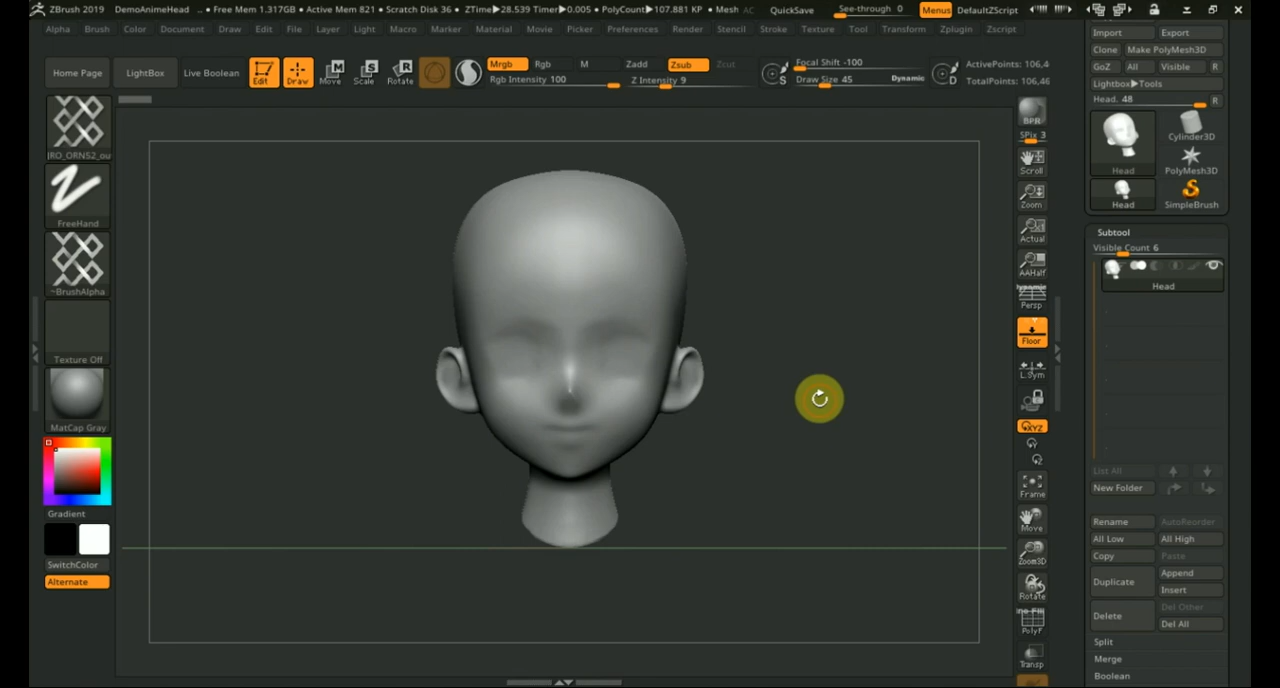 ZBrush 2019 DemoAnimeHead .. • Free Mem 1.317GB • Active Mem 821 • Scratch Disk 36 • ZTime▶28.539 Timer▶0.005 • PolyCount▶107.881 KP • Mesh AC QuickSave See-through 0 Menus DefaultZScript
Alpha Brush Color Document Draw Edit File Layer Light Macro Marker Material Movie Picker Preferences Render Stencil Stroke Texture Tool Transform Zplugin Zscript
Home Page LightBox Live Boolean Edit Draw Move Scale Rotate
Mrgb Rgb M Zadd Zsub Zcut
Rgb Intensity 100 Z Intensity 9
S Focal Shift -100
Draw Size 45 Dynamic D
ActivePoints: 106,4
TotalPoints: 106,46
JRO_ORNS2_ou
FreeHand
~BrushAlpha
Texture Off
MatCap Gray
Gradient
SwitchColor
Alternate
BPR
SPix 3
Scroll
Zoom
Actual
AAHalf
Dynamic
Persp
Floor
L.Sym
XYZ
Frame
Move
Zoom3D
Rotate
PolyF
Transp
Import Export
Clone Make PolyMesh3D
GoZ All Visible R
Lightbox▶Tools
Head. 48 R
Head Cylinder3D
PolyMesh3D
Head SimpleBrush
Subtool
Visible Count 6
Head
List All
New Folder
Rename AutoReorder
All Low All High
Copy Paste
Duplicate Append
Insert
Delete Del Other
Del All
Split
Merge
Boolean